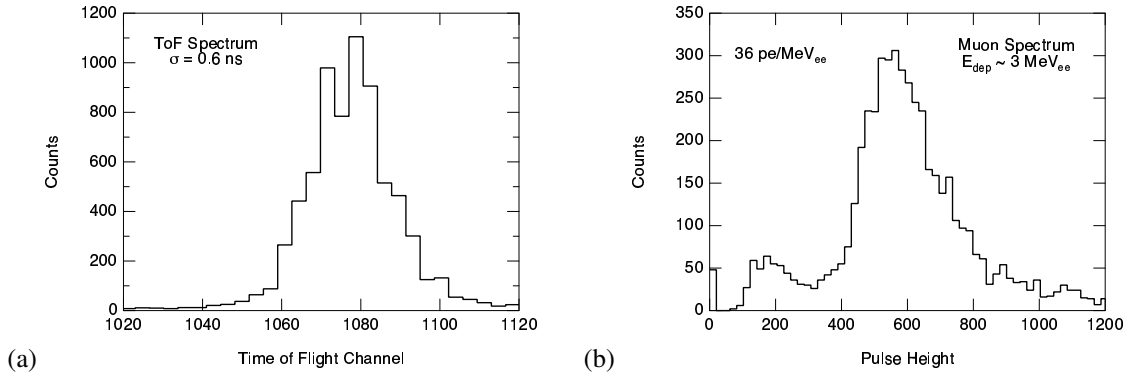 1200
1000
800
600
400
200
0
Counts
ToF Spectrum
σ = 0.6 ns
1020 1040 1060 1080 1100 1120
Time of Flight Channel
(a)
350
300
250
200
150
100
50
0
Counts
36 pe/MeVee
Muon Spectrum
Edep ~ 3 MeVee
0 200 400 600 800 1000 1200
Pulse Height
(b)